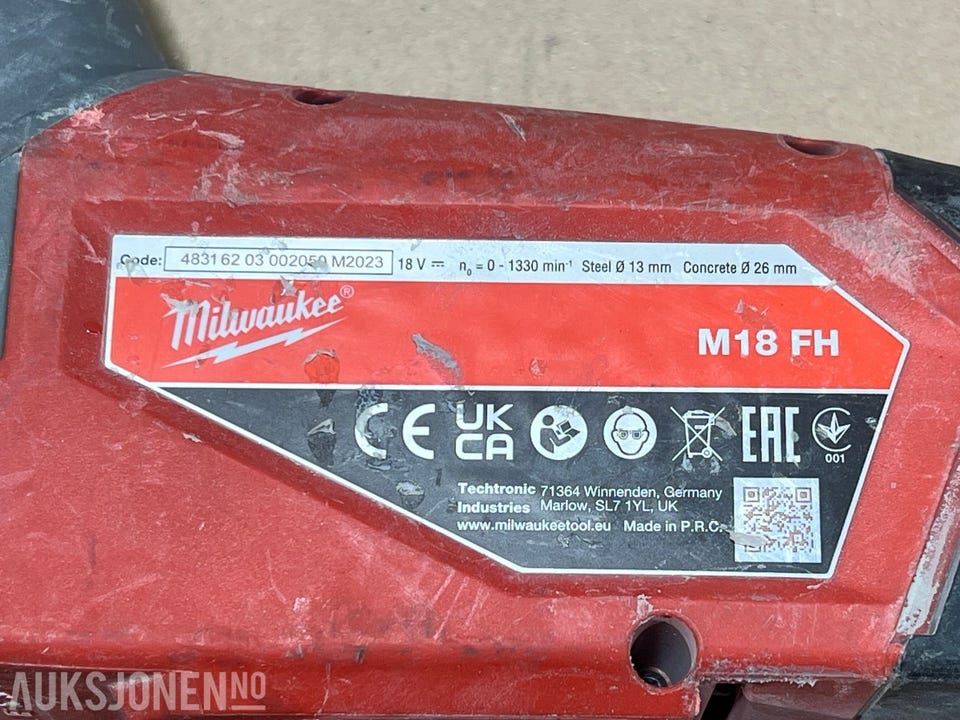 Code: 4831 62 03 002050 M2023 18 V n₀ = 0 - 1330 min⁻¹ Steel Ø 13 mm Concrete Ø 26 mm
Milwaukee®
M18 FH
CE UK CA EAC
001
Techtronic 71364 Winnenden, Germany
Industries Marlow, SL7 1YL, UK
www.milwaukeetool.eu Made in P.R.C.
AUKSJONEN NO